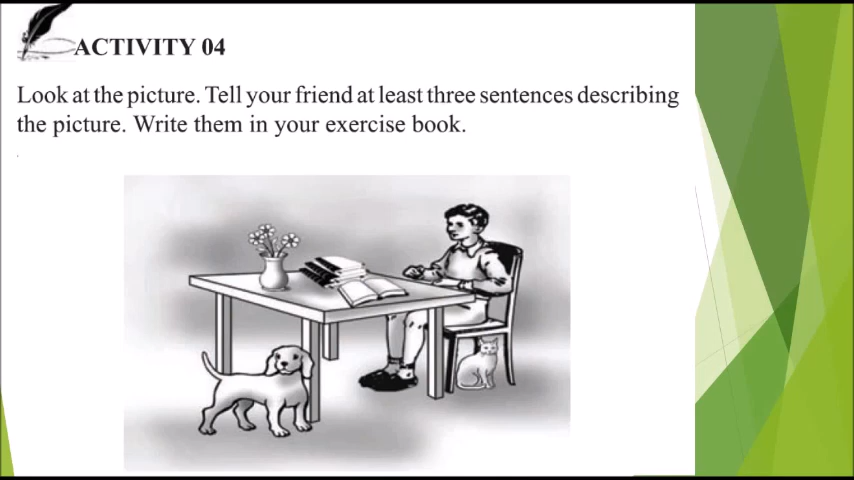 ACTIVITY 04
Look at the picture. Tell your friend at least three sentences describing
the picture. Write them in your exercise book.